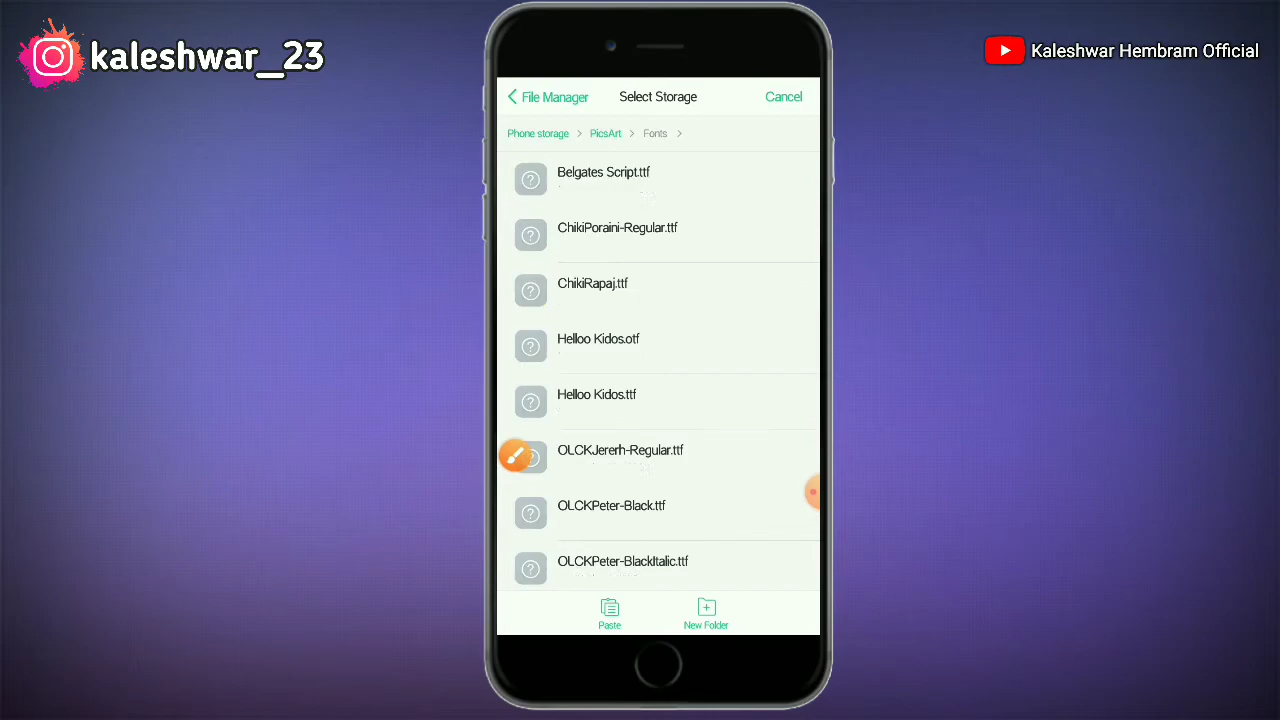 kaleshwar_23
Kaleshwar Hembram Official
File Manager
Select Storage
Cancel
Phone storage > PicsArt > Fonts >
Belgates Script.ttf
ChikiPoraini-Regular.ttf
ChikiRapaj.ttf
Helloo Kidos.otf
Helloo Kidos.ttf
OLCKJererh-Regular.ttf
OLCKPeter-Black.ttf
OLCKPeter-BlackItalic.ttf
Paste
New Folder